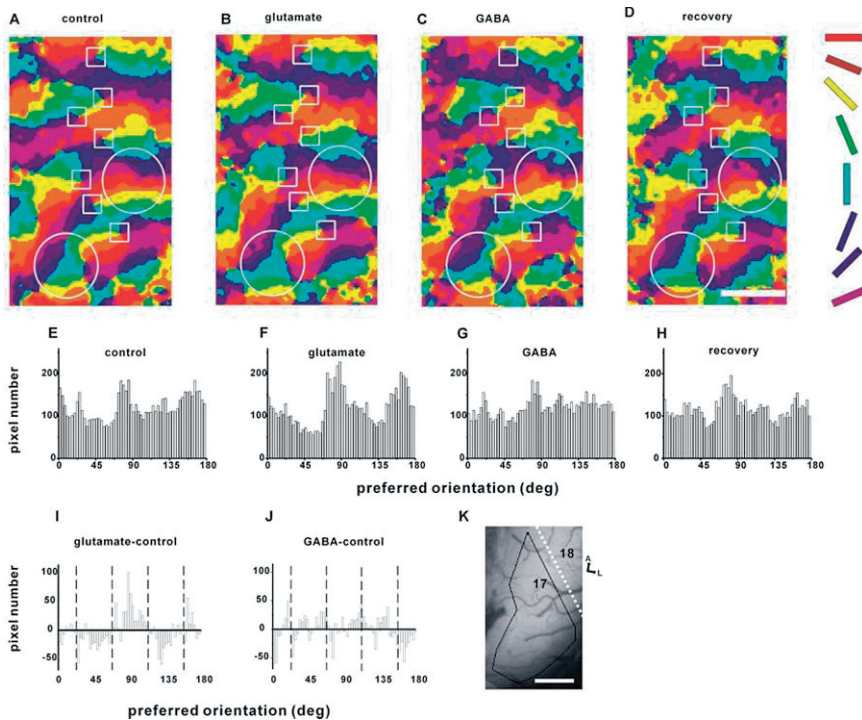 A control B glutamate C GABA D recovery
E control F glutamate G GABA H recovery
pixel number
200
100
0
0 45 90 135 180 0 45 90 135 180 0 45 90 135 180 0 45 90 135 180
200
100
0
200
100
0
200
100
0
preferred orientation (deg)
I glutamate-control J GABA-control K
pixel number
100
50
0
-50
0 45 90 135 180
100
50
0
-50
0 45 90 135 180
preferred orientation (deg)
18
17
A
L